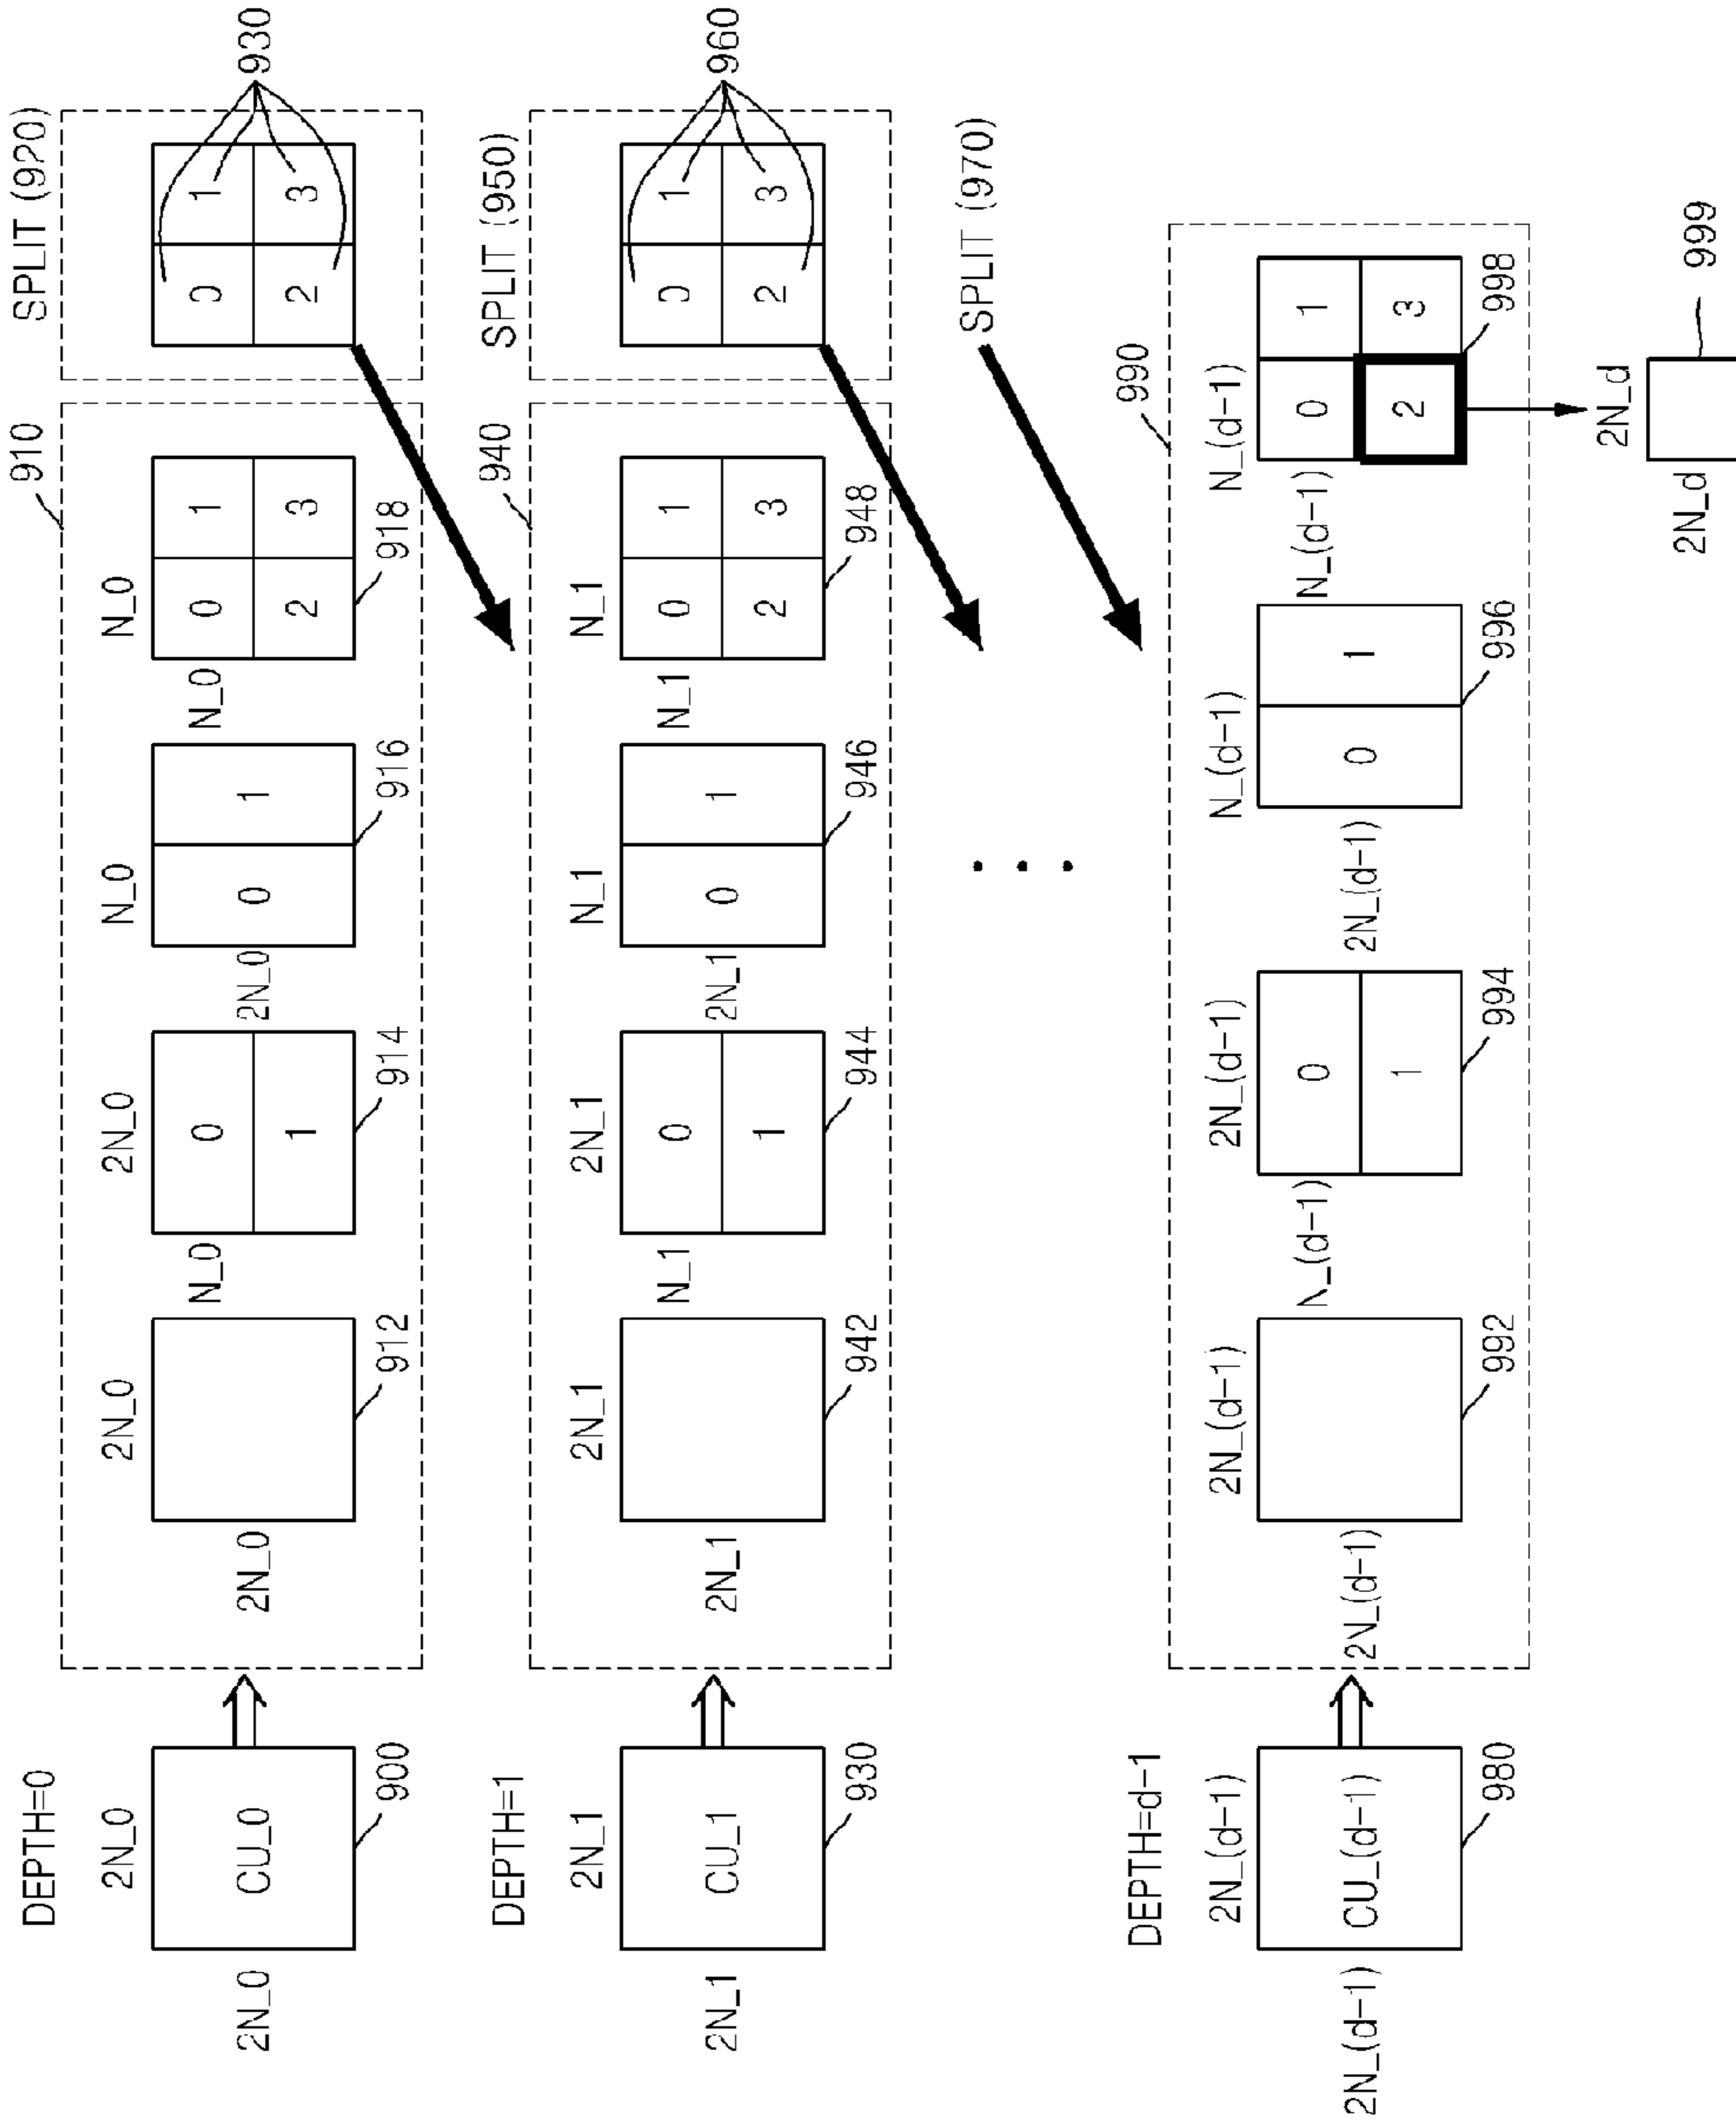 DEPTH=0
2N_0
2N_0
CU_0
900
910
2N_0
2N_0
912
2N_0
N_0
0
1
914
N_0
2N_0
0
1
916
N_0
N_0
0
1
2
3
918
SPLIT (920)
0
1
2
3
930
DEPTH=1
2N_1
2N_1
CU_1
930
940
2N_1
2N_1
942
2N_1
N_1
0
1
944
N_1
2N_1
0
1
946
N_1
N_1
0
1
2
3
948
SPLIT (950)
0
1
2
3
960
SPLIT (970)
DEPTH=d-1
2N_(d-1)
2N_(d-1)
CU_(d-1)
980
990
2N_(d-1)
2N_(d-1)
992
2N_(d-1)
N_(d-1)
0
1
994
N_(d-1)
2N_(d-1)
0
1
996
N_(d-1)
N_(d-1)
0
1
2
3
998
2N_d
2N_d
999